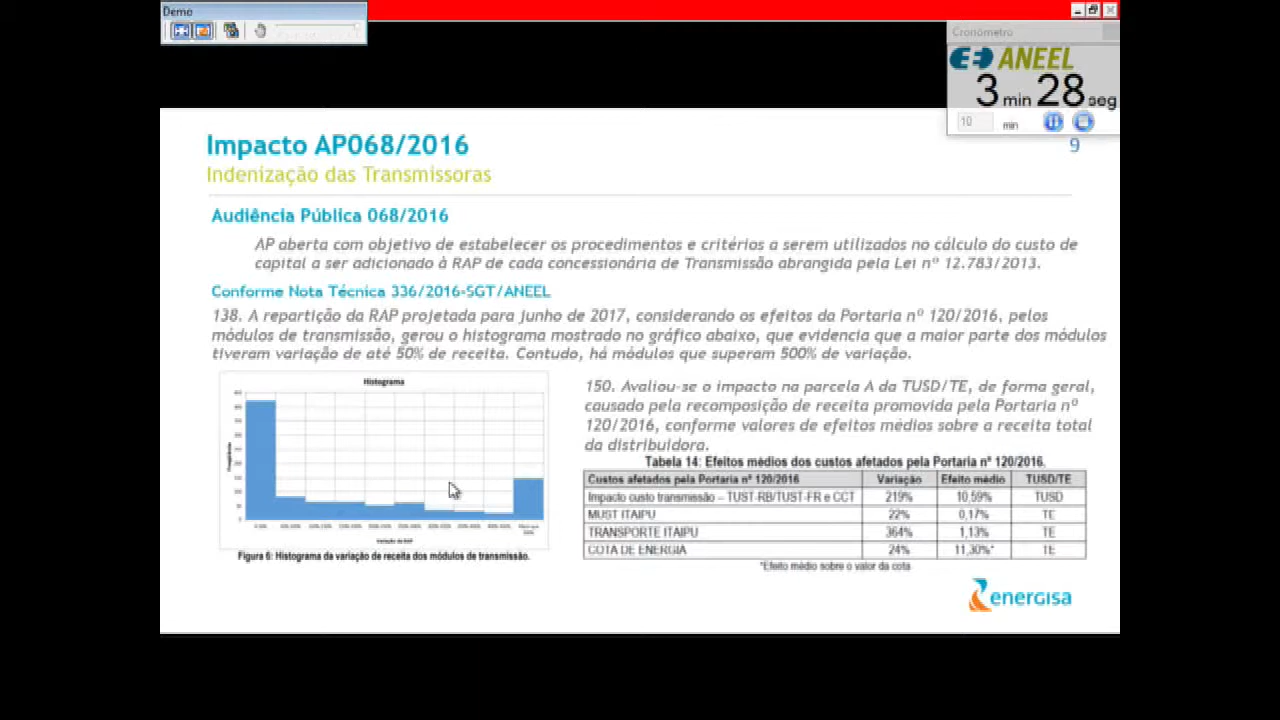 Demo
Cronômetro
ANEEL
3 min 28 seg
10 min
Impacto AP068/2016
9
Indenização das Transmissoras
Audiência Pública 068/2016
AP aberta com objetivo de estabelecer os procedimentos e critérios a serem utilizados no cálculo do custo de
capital a ser adicionado à RAP de cada concessionária de Transmissão abrangida pela Lei nº 12.783/2013.
Conforme Nota Técnica 336/2016-SGT/ANEEL
138. A repartição da RAP projetada para junho de 2017, considerando os efeitos da Portaria nº 120/2016, pelos
módulos de transmissão, gerou o histograma mostrado no gráfico abaixo, que evidencia que a maior parte dos módulos
tiveram variação de até 50% de receita. Contudo, há módulos que superam 500% de variação.
Histograma
Frequência
Variação da RAP
Figura 6: Histograma da variação de receita dos módulos de transmissão.
150. Avaliou-se o impacto na parcela A da TUSD/TE, de forma geral,
causado pela recomposição de receita promovida pela Portaria nº
120/2016, conforme valores de efeitos médios sobre a receita total
da distribuidora.
Tabela 14: Efeitos médios dos custos afetados pela Portaria nº 120/2016.
Custos afetados pela Portaria nº 120/2016 Variação Efeito médio TUSD/TE
Impacto custo transmissão – TUST-RB/TUST-FR e CCT 219% 10,59% TUSD
MUST ITAIPU 22% 0,17% TE
TRANSPORTE ITAIPU 364% 1,13% TE
COTA DE ENERGIA 24% 11,30%* TE
*Efeito médio sobre o valor da cota
energisa